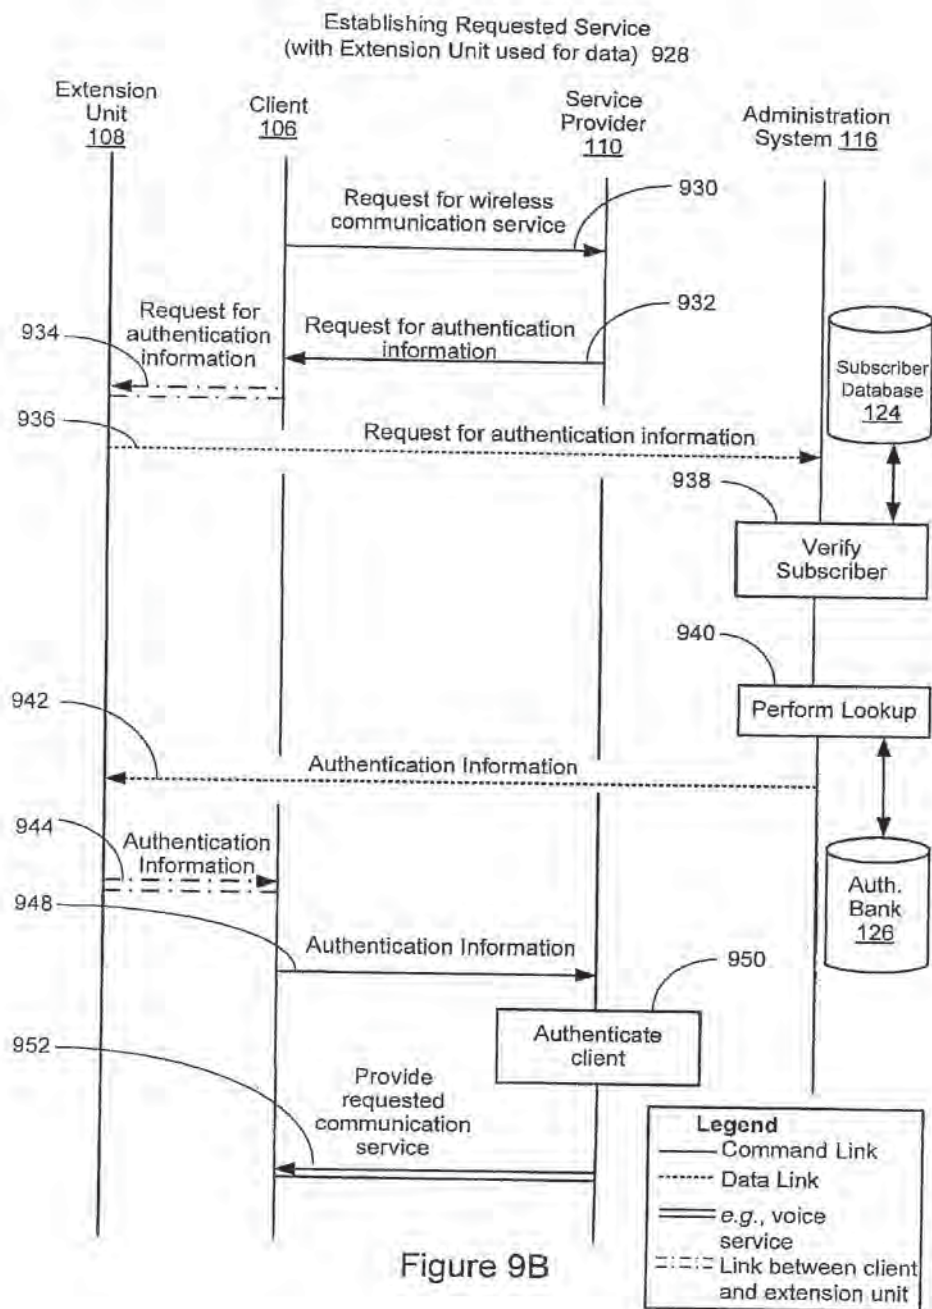 Establishing Requested Service
(with Extension Unit used for data) 928
Extension
Unit
108
Client
106
Service
Provider
110
Administration
System 116
Request for wireless
communication service
930
932
Request for
authentication
information
934
Request for authentication
information
Subscriber
Database
124
936
Request for authentication information
938
Verify
Subscriber
940
Perform Lookup
942
Authentication Information
944
Authentication
Information
Auth.
Bank
126
948
Authentication Information
950
Authenticate
client
952
Provide
requested
communication
service
Legend
Command Link
Data Link
e.g., voice
service
Link between client
and extension unit
Figure 9B